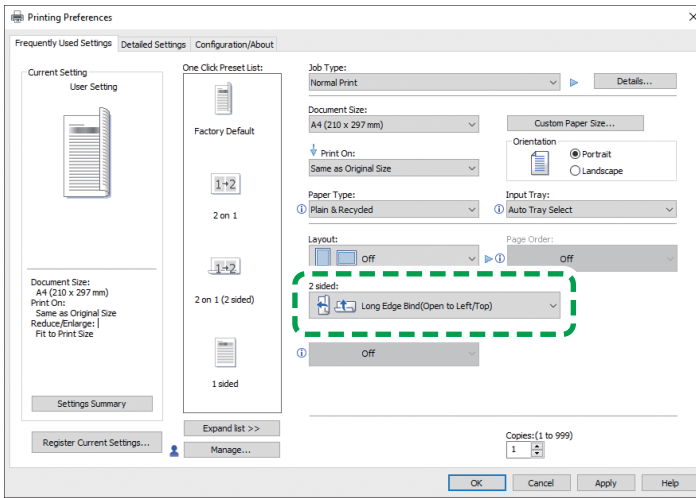 Printing Preferences
Frequently Used Settings Detailed Settings Configuration/About
Current Setting
User Setting
Document Size:
A4 (210 x 297 mm)
Print On:
Same as Original Size
Reduce/Enlarge:
Fit to Print Size
Settings Summary
Register Current Settings...
One Click Preset List:
Factory Default
1→2
2 on 1
1→2
2 on 1 (2 sided)
1 sided
Expand list >>
Manage...
Job Type:
Normal Print
Details...
Document Size:
A4 (210 x 297 mm)
Custom Paper Size...
Orientation
Portrait
Landscape
Print On:
Same as Original Size
Paper Type:
Plain & Recycled
Input Tray:
Auto Tray Select
Layout:
Off
Page Order:
Off
2 sided:
Long Edge Bind(Open to Left/Top)
Off
Copies:(1 to 999)
1
OK Cancel Apply Help